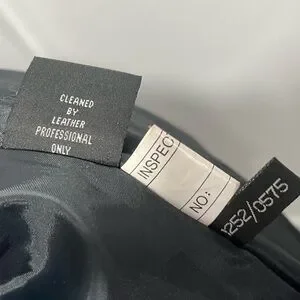 CLEANED
BY
LEATHER
PROFESSIONAL
ONLY
INSPEC
NO:
1252/0575